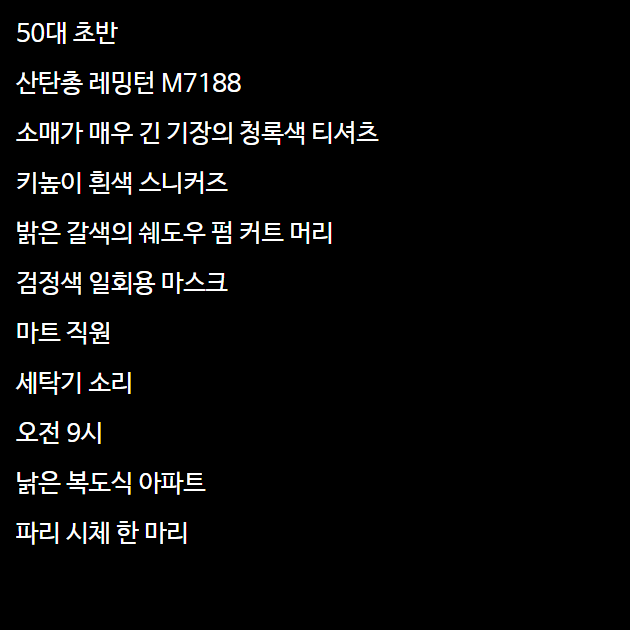 50대 초반
산탄총 레밍턴 M7188
소매가 매우 긴 기장의 청록색 티셔츠
키높이 흰색 스니커즈
밝은 갈색의 쉐도우 펌 커트 머리
검정색 일회용 마스크
마트 직원
세탁기 소리
오전 9시
낡은 복도식 아파트
파리 시체 한 마리